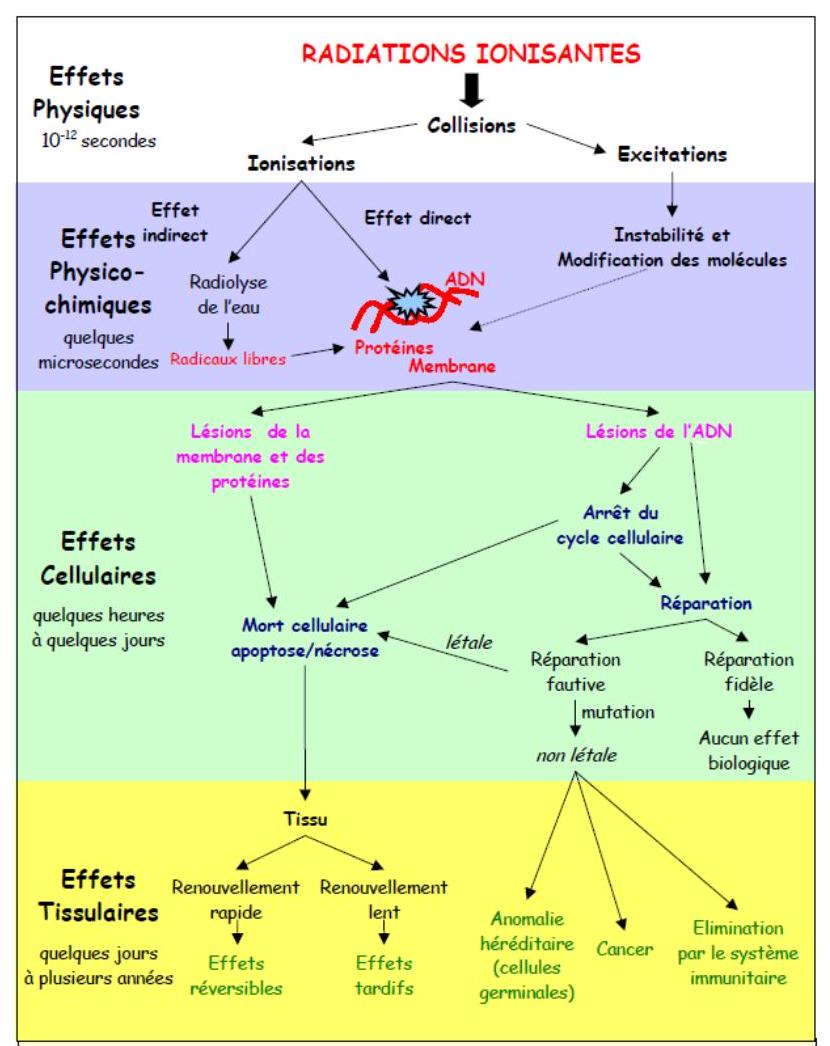 RADIATIONS IONISANTES
Effets
Physiques
10⁻¹² secondes
Collisions
Ionisations
Excitations
Effet
indirect
Effet direct
Effets
Physico-
chimiques
quelques
microsecondes
Instabilité et
Modification des molécules
Radiolyse
de l'eau
ADN
Radicaux libres
Protéines
Membrane
Lésions de la
membrane et des
protéines
Lésions de l'ADN
Effets
Cellulaires
quelques heures
à quelques jours
Arrêt du
cycle cellulaire
Réparation
Mort cellulaire
apoptose/nécrose
létale
Réparation
fautive
Réparation
fidèle
mutation
non létale
Aucun effet
biologique
Tissu
Effets
Tissulaires
quelques jours
à plusieurs années
Renouvellement
rapide
Renouvellement
lent
Effets
réversibles
Effets
tardifs
Anomalie
héréditaire
(cellules
germinales)
Cancer
Elimination
par le système
immunitaire